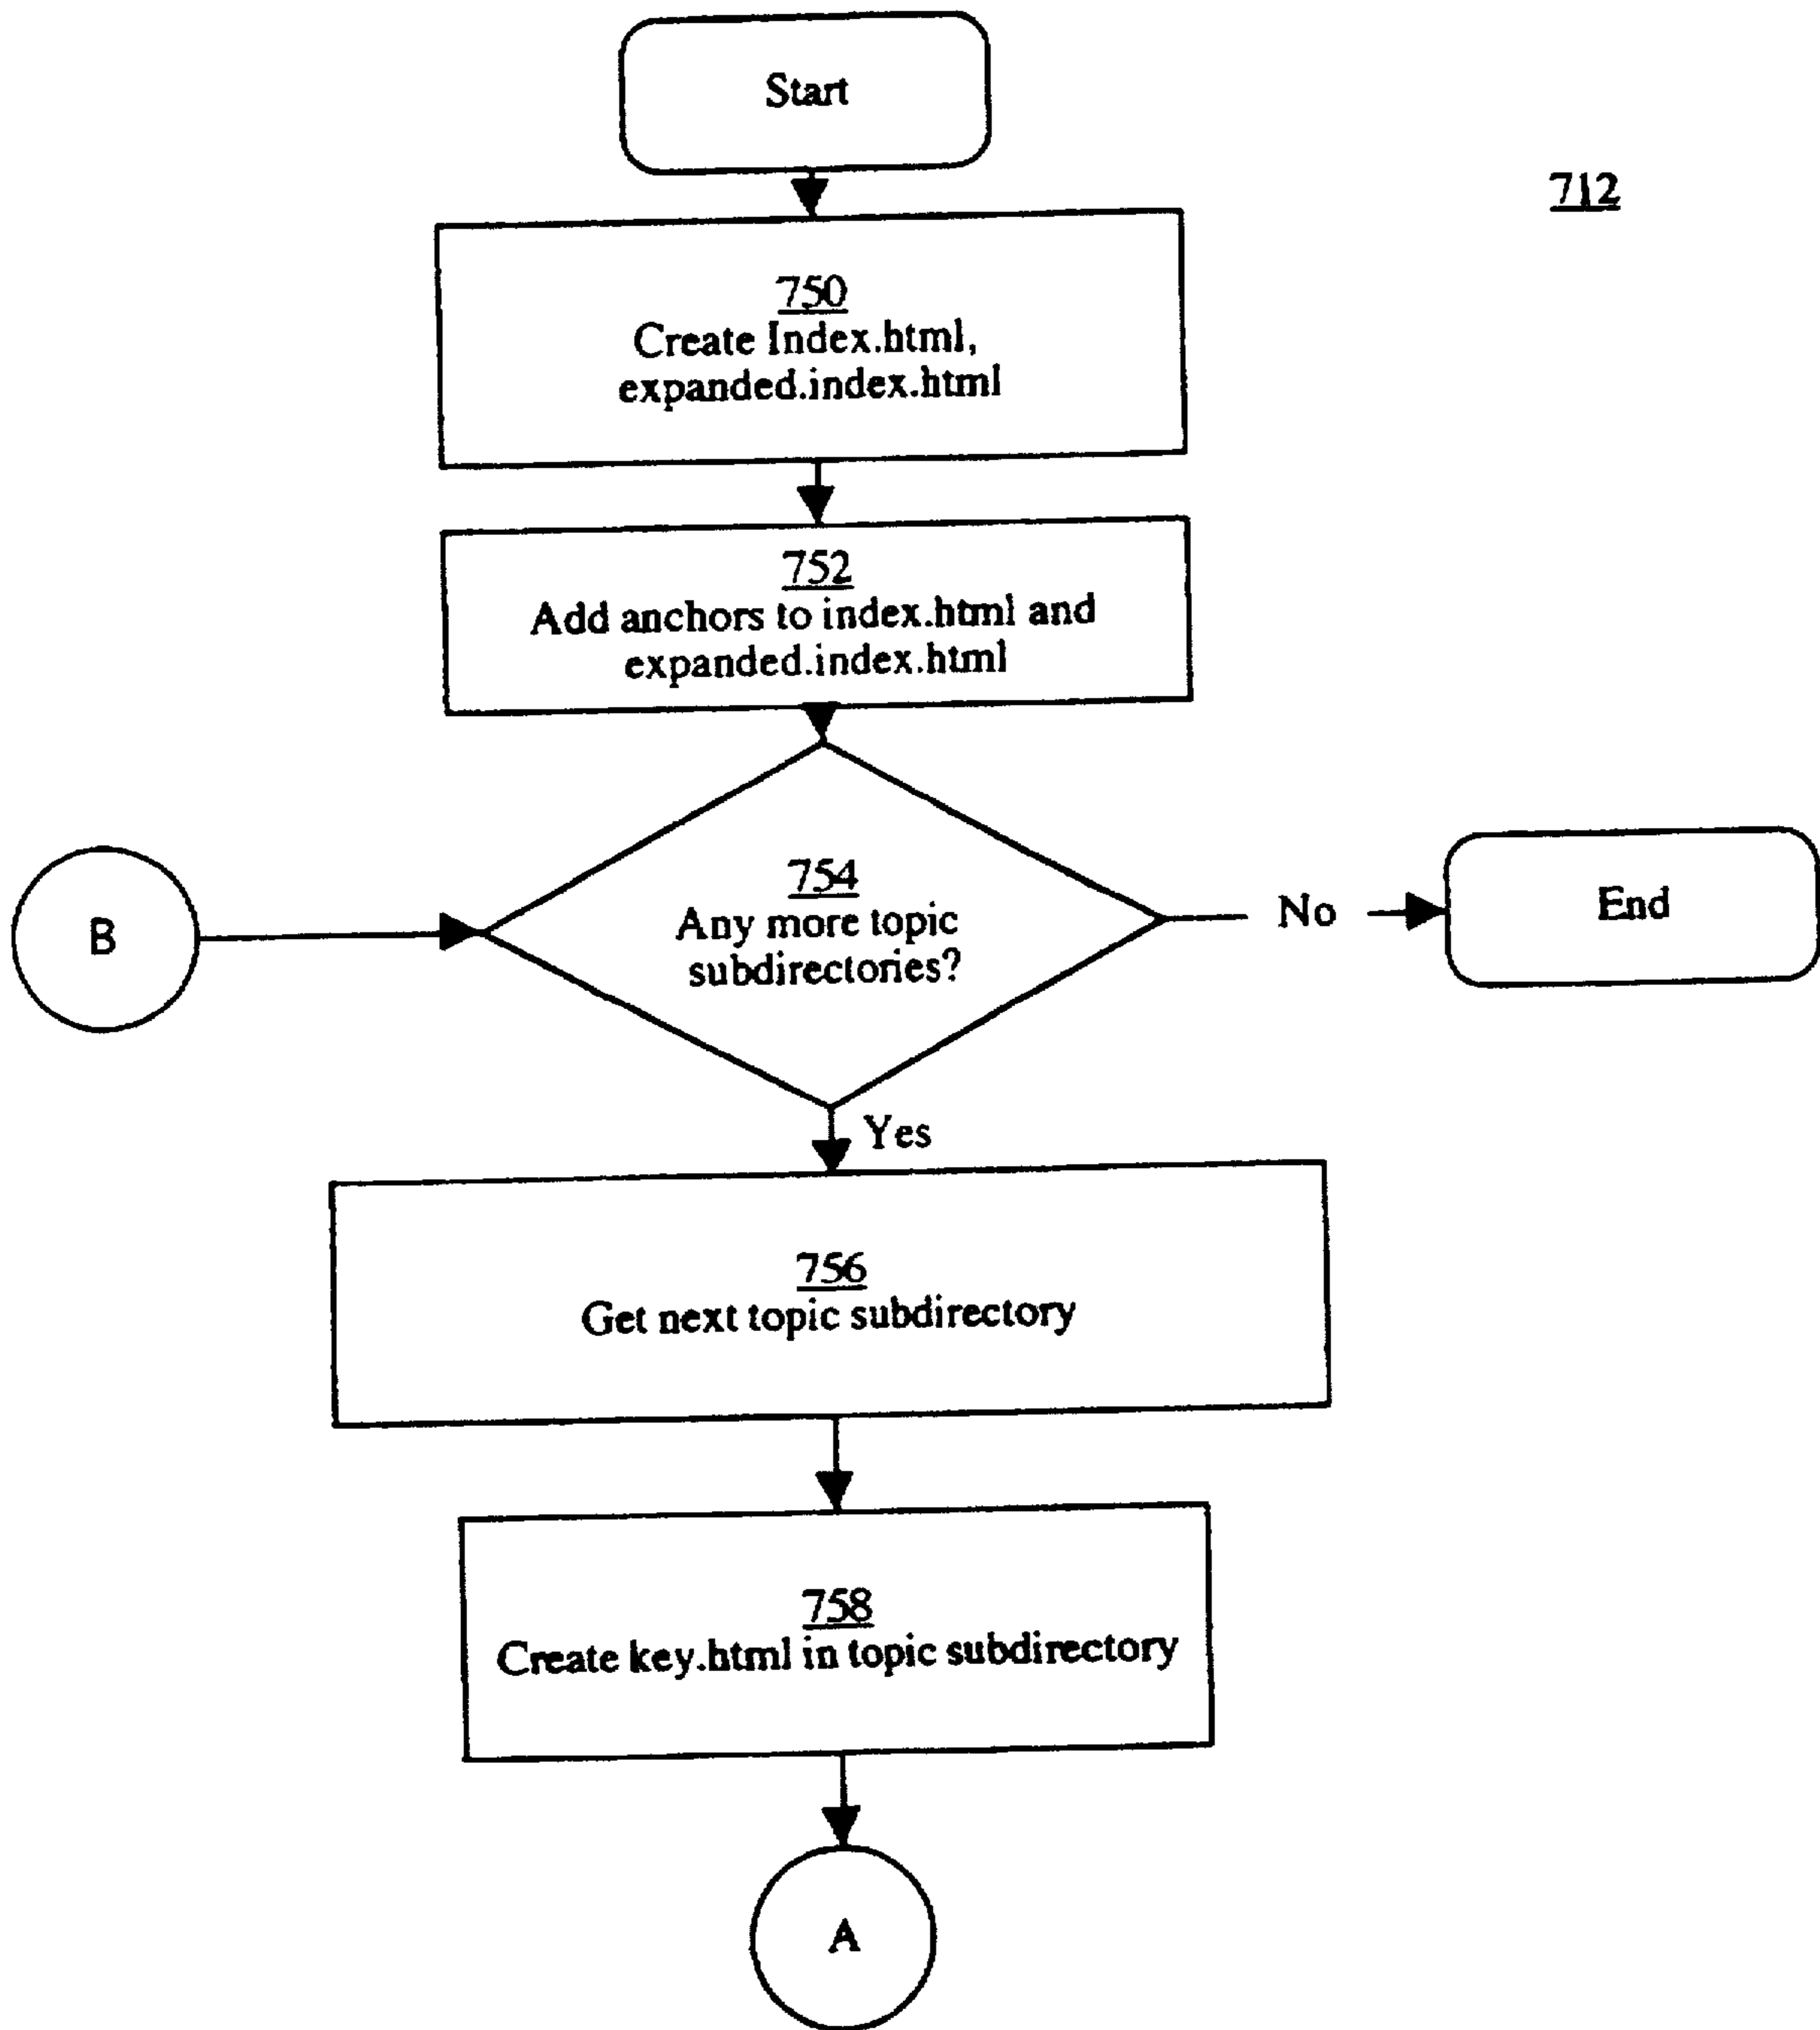 Start
712
750
Create Index.html,
expanded.index.html
752
Add anchors to index.html and
expanded.index.html
754
Any more topic
subdirectories?
B
No
End
Yes
756
Get next topic subdirectory
758
Create key.html in topic subdirectory
A